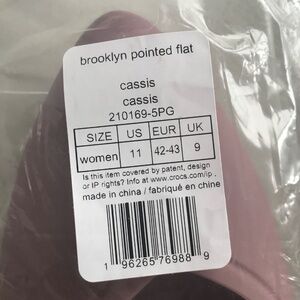 brooklyn pointed flat
cassis
cassis
210169-5PG
SIZE US EUR UK
women 11 42-43 9
Is this item covered by patent, design
or IP rights? Info at www.crocs.com/ip.
made in china / fabriqué en chine
1 96265 76988 9